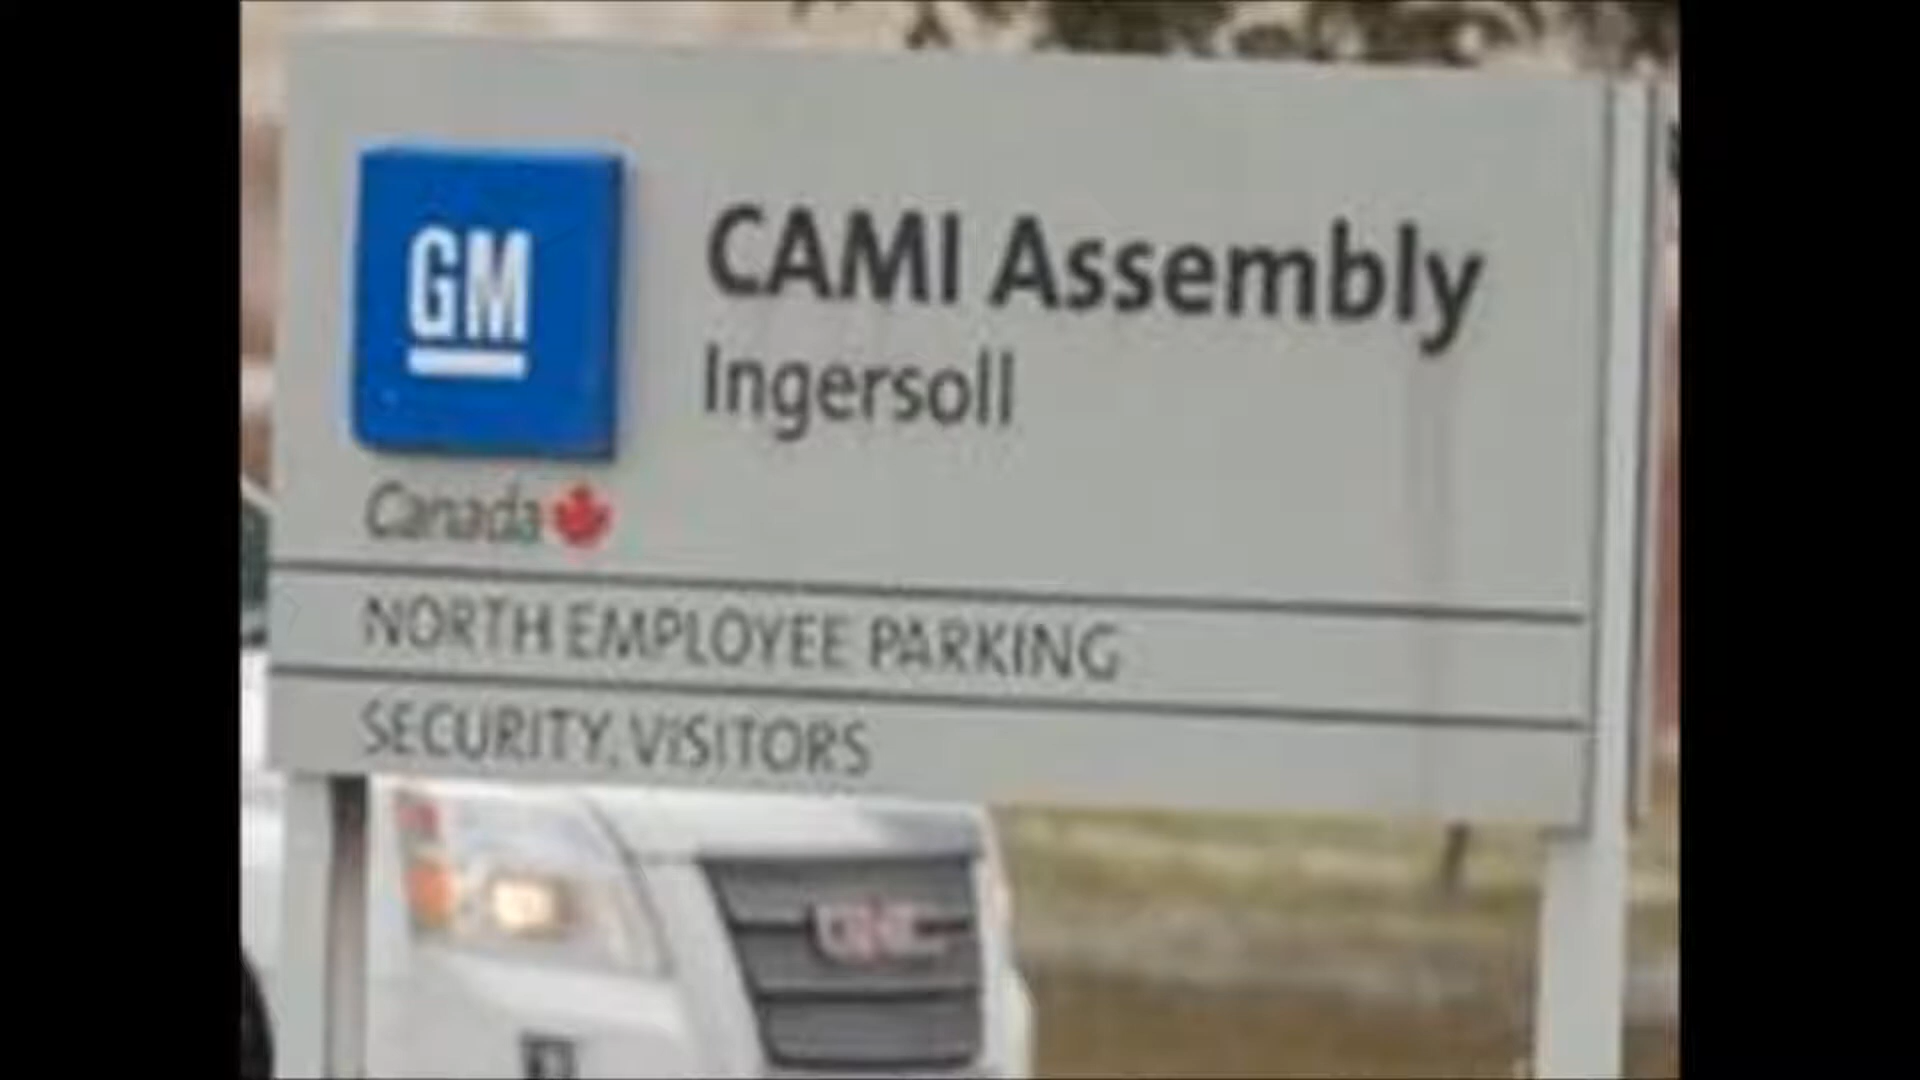 GM
CAMI Assembly
Ingersoll
Canada
NORTH EMPLOYEE PARKING
SECURITY, VISITORS
GMC